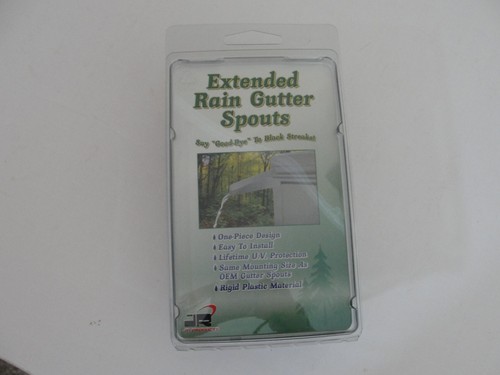 Extended
Rain Gutter
Spouts
Say "Good-Bye" To Black Streaks!
One-Piece Design
Easy To Install
Lifetime U.V. Protection
Same Mounting Size As
OEM Gutter Spouts
Rigid Plastic Material
JR